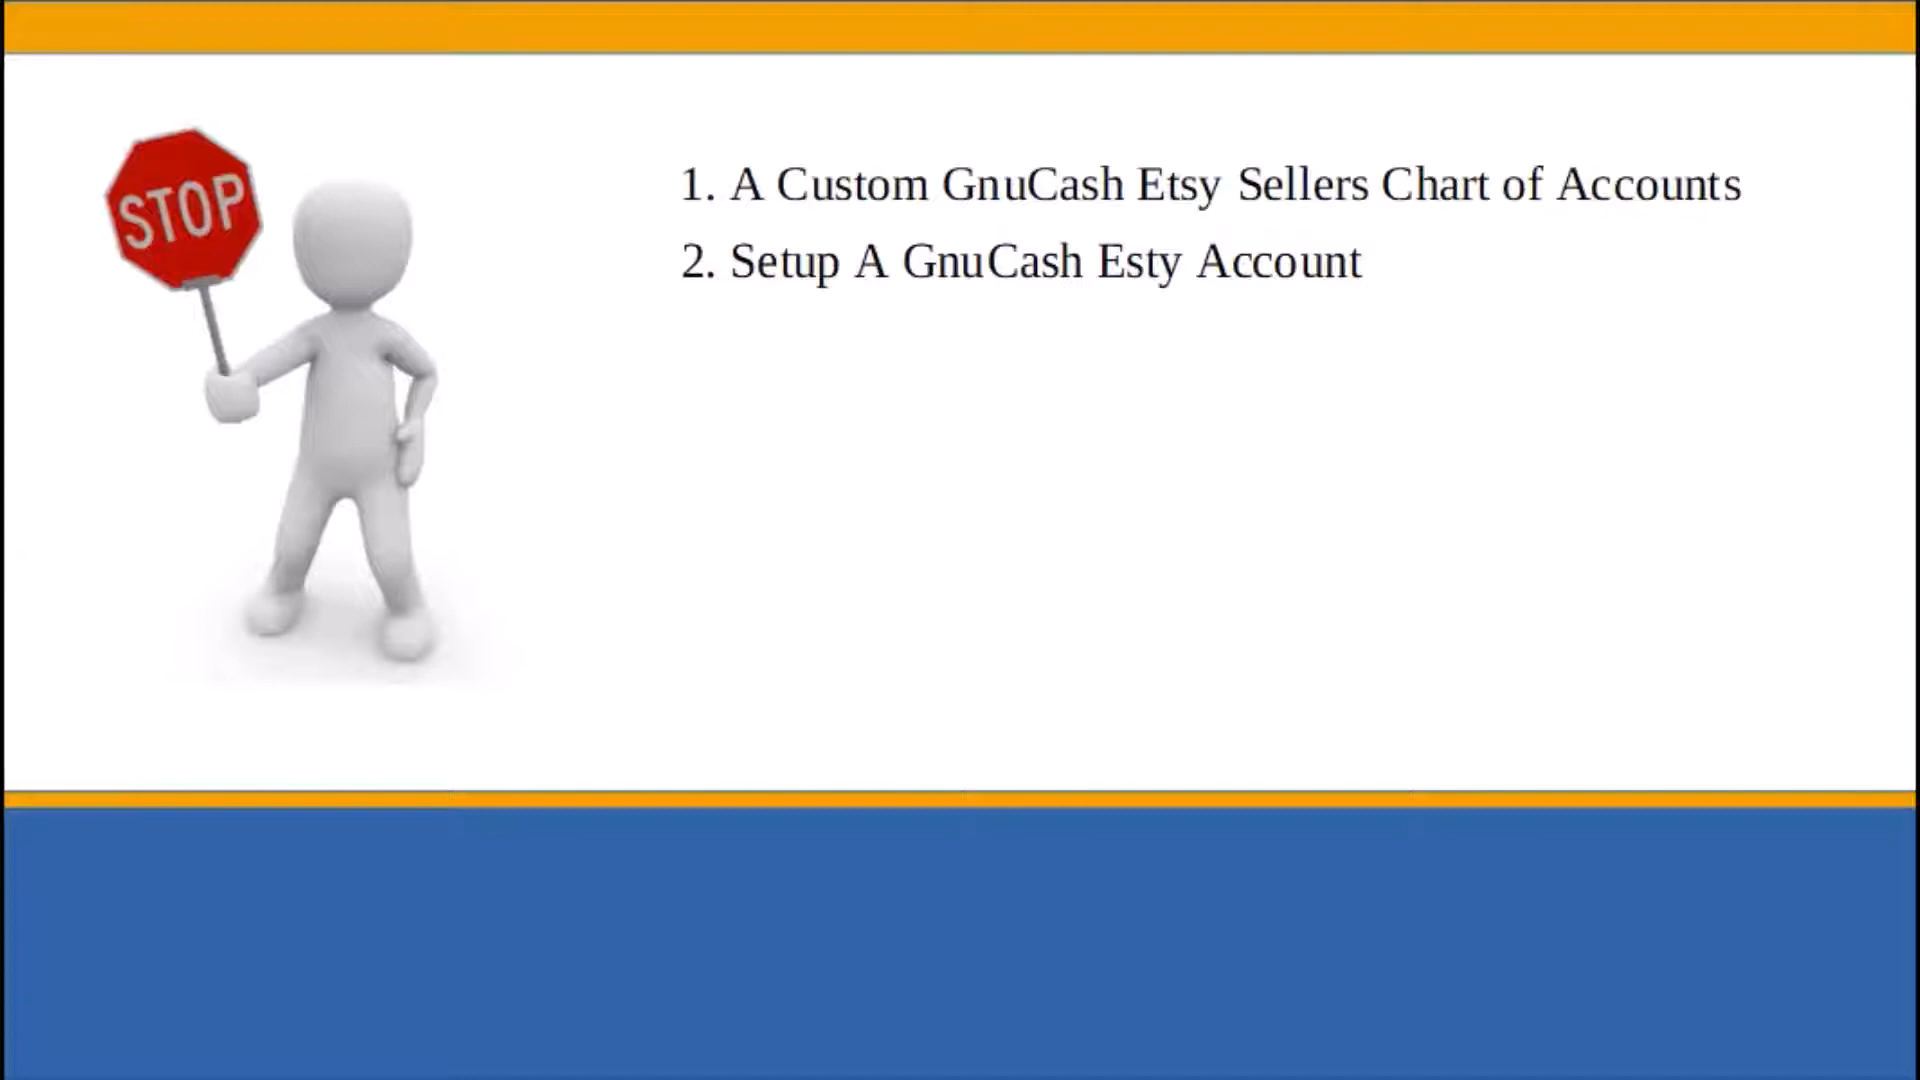 STOP
1. A Custom GnuCash Etsy Sellers Chart of Accounts
2. Setup A GnuCash Esty Account